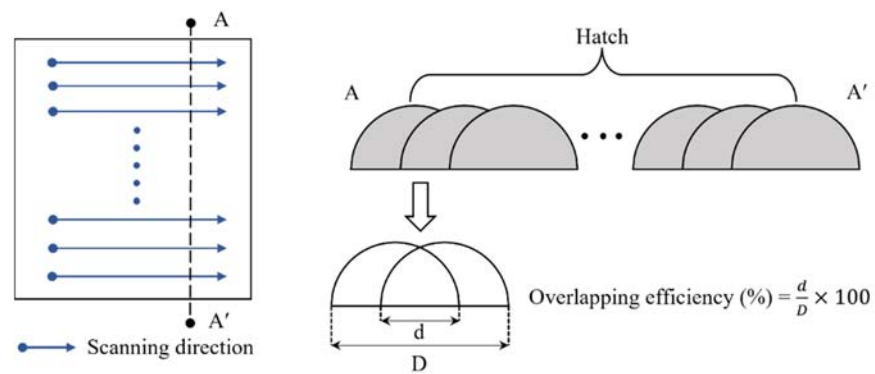 A
A′
Scanning direction
Hatch
A
A′
d
D
Overlapping efficiency (%) = d/D × 100